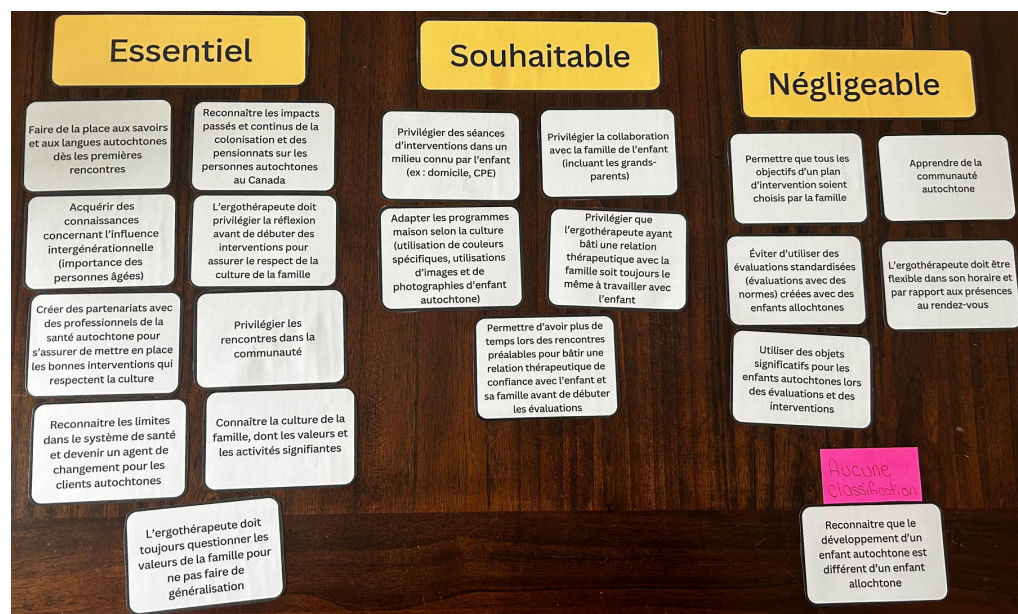 Essentiel
Faire de la place aux savoirs
et aux langues autochtones
dès les premières
rencontres
Reconnaître les impacts
passés et continus de la
colonisation et des
pensionnats sur les
personnes autochtones
au Canada
Acquérir des
connaissances
concernant l'influence
intergénérationnelle
(importance des
personnes âgées)
L'ergothérapeute doit
privilégier la réflexion
avant de débuter des
interventions pour
assurer le respect de la
culture de la famille
Créer des partenariats avec
des professionnels de la
santé autochtone pour
s'assurer de mettre en place
les bonnes interventions qui
respectent la culture
Privilégier les
rencontres dans la
communauté
Reconnaitre les limites
dans le système de santé
et devenir un agent de
changement pour les
clients autochtones
Connaître la culture de la
famille, dont les valeurs et
les activités signifiantes
L'ergothérapeute doit
toujours questionner les
valeurs de la famille pour
ne pas faire de
généralisation
Souhaitable
Privilégier des séances
d'interventions dans un
milieu connu par l'enfant
(ex : domicile, CPE)
Privilégier la collaboration
avec la famille de l'enfant
(incluant les grands-
parents)
Adapter les programmes
maison selon la culture
(utilisation de couleurs
spécifiques, utilisations
d'images et de
photographies d'enfant
autochtone)
Privilégier que
l'ergothérapeute ayant
bâti une relation
thérapeutique avec la
famille soit toujours le
même à travailler avec
l'enfant
Permettre d'avoir plus de
temps lors des rencontres
préalables pour bâtir une
relation thérapeutique de
confiance avec l'enfant et
sa famille avant de débuter
les évaluations
Négligeable
Permettre que tous les
objectifs d'un plan
d'intervention soient
choisis par la famille
Apprendre de la
communauté
autochtone
Éviter d'utiliser des
évaluations standardisées
(évaluations avec des
normes) créées avec des
enfants allochtones
L'ergothérapeute doit être
flexible dans son horaire et
par rapport aux présences
au rendez-vous
Utiliser des objets
significatifs pour les
enfants autochtones lors
des évaluations et des
interventions
Aucune
classification
Reconnaitre que le
développement d'un
enfant autochtone est
différent d'un enfant
allochtone